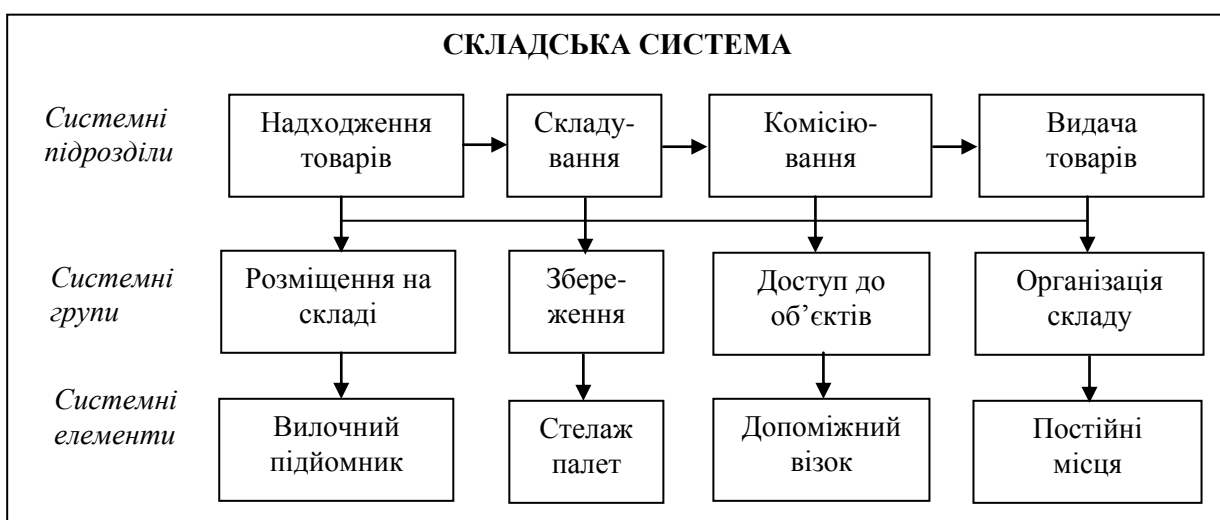 СКЛАДСЬКА СИСТЕМА
Системні
підрозділи
Надходження
товарів
Складу-
вання
Комісію-
вання
Видача
товарів
Системні
групи
Розміщення на
складі
Збере-
ження
Доступ до
об’єктів
Організація
складу
Системні
елементи
Вилочний
підйомник
Стелаж
палет
Допоміжний
візок
Постійні
місця